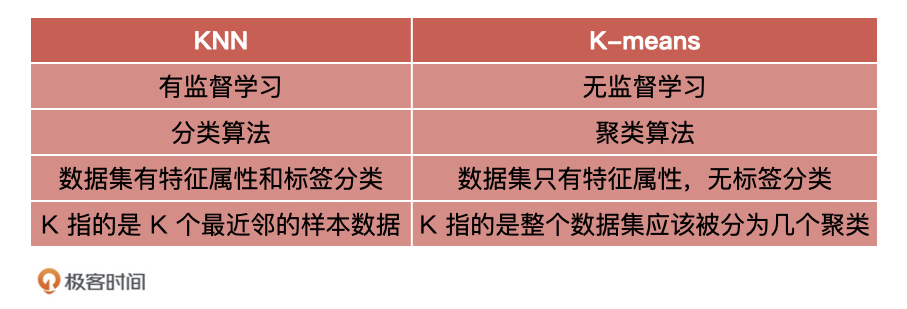 KNN K-means
有监督学习 无监督学习
分类算法 聚类算法
数据集有特征属性和标签分类 数据集只有特征属性，无标签分类
K 指的是 K 个最近邻的样本数据 K 指的是整个数据集应该被分为几个聚类
极客时间